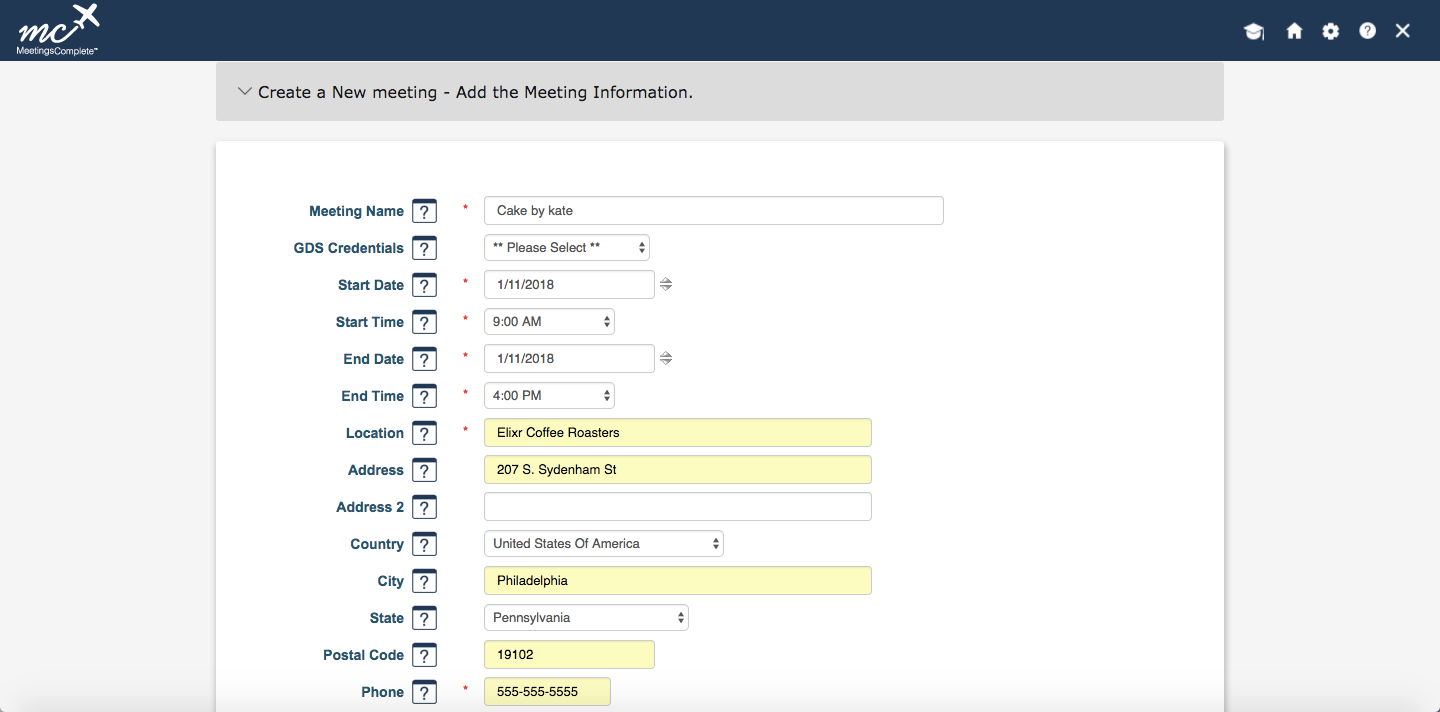 mc
MeetingsComplete™
Create a New meeting - Add the Meeting Information.
Meeting Name ? * Cake by kate
GDS Credentials ? ** Please Select **
Start Date ? * 1/11/2018
Start Time ? * 9:00 AM
End Date ? * 1/11/2018
End Time ? * 4:00 PM
Location ? * Elixr Coffee Roasters
Address ? 207 S. Sydenham St
Address 2 ?
Country ? United States Of America
City ? Philadelphia
State ? Pennsylvania
Postal Code ? 19102
Phone ? * 555-555-5555